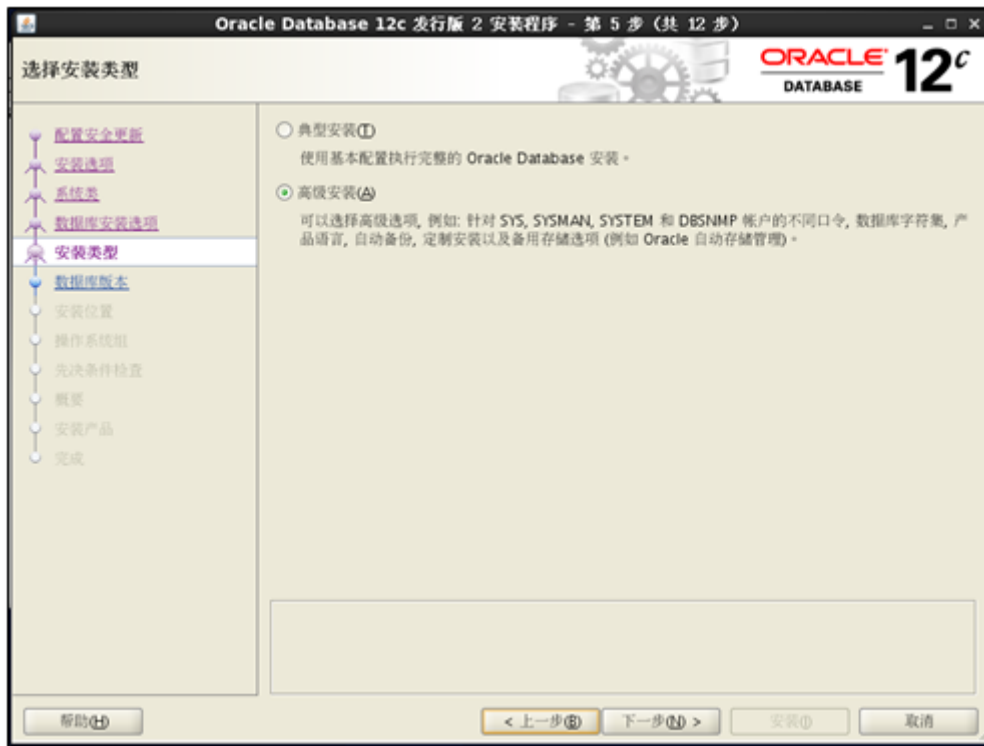 Oracle Database 12c 发行版 2 安装程序 - 第 5 步 (共 12 步)
选择安装类型
ORACLE
DATABASE
12c
配置安全更新
安装选项
系统类
数据库安装选项
安装类型
数据库版本
安装位置
操作系统组
先决条件检查
概要
安装产品
完成
典型安装(T)
使用基本配置执行完整的 Oracle Database 安装。
高级安装(A)
可以选择高级选项, 例如: 针对 SYS, SYSMAN, SYSTEM 和 DBSNMP 帐户的不同口令, 数据库字符集, 产
品语言, 自动备份, 定制安装以及备用存储选项 (例如 Oracle 自动存储管理)。
帮助(H)
< 上一步(B)
下一步(N) >
安装(I)
取消